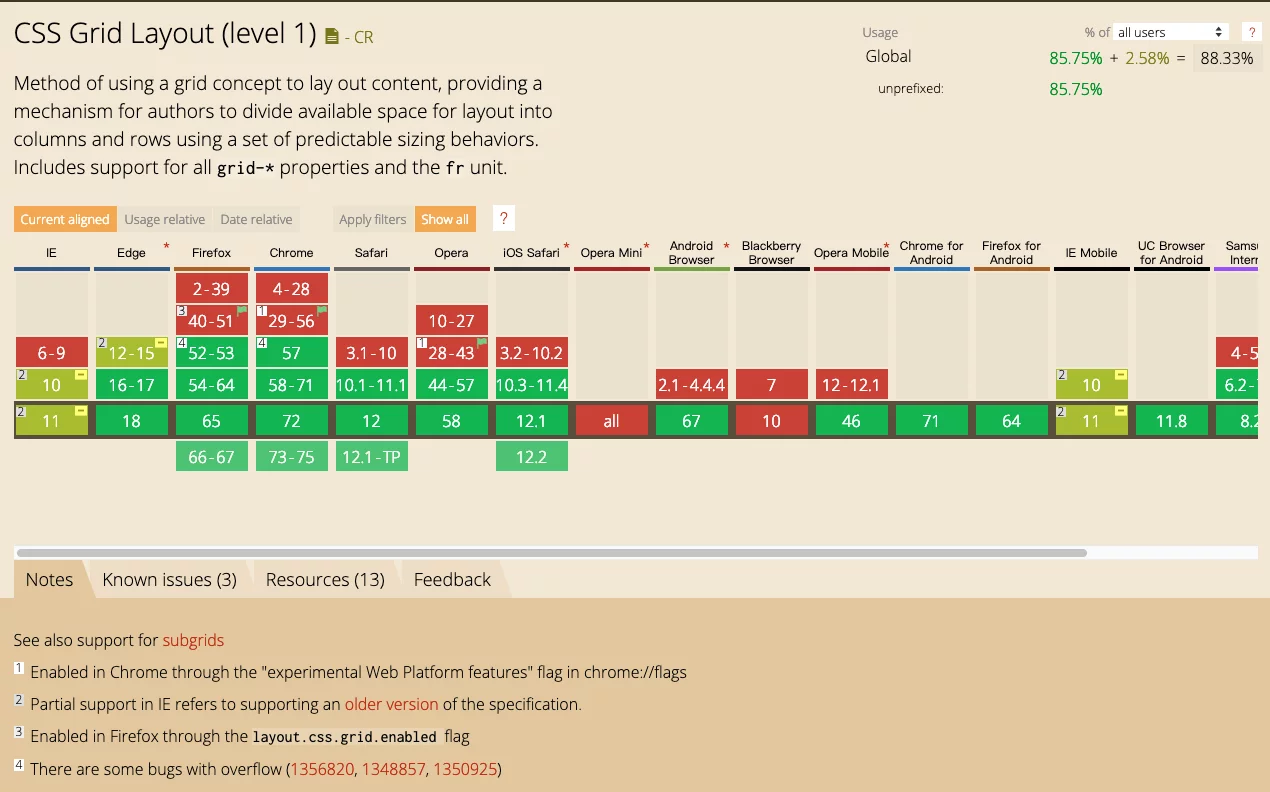 CSS Grid Layout (level 1) - CR
Usage % of all users ?
Global 85.75% + 2.58% = 88.33%
unprefixed: 85.75%
Method of using a grid concept to lay out content, providing a
mechanism for authors to divide available space for layout into
columns and rows using a set of predictable sizing behaviors.
Includes support for all grid-* properties and the fr unit.
Current aligned Usage relative Date relative Apply filters Show all ?
IE Edge * Firefox Chrome Safari Opera iOS Safari * Opera Mini * Android Browser * Blackberry Browser Opera Mobile * Chrome for Android Firefox for Android IE Mobile UC Browser for Android Samsu Intern
2-39 4-28
3 40-51 1 29-56 10-27
6-9 2 12-15 4 52-53 4 57 3.1-10 1 28-43 3.2-10.2 4-5
2 10 16-17 54-64 58-71 10.1-11.1 44-57 10.3-11.4 2.1-4.4.4 7 12-12.1 2 10 6.2-
2 11 18 65 72 12 58 12.1 all 67 10 46 71 64 2 11 11.8 8.2
66-67 73-75 12.1-TP 12.2
Notes Known issues (3) Resources (13) Feedback
See also support for subgrids
1 Enabled in Chrome through the "experimental Web Platform features" flag in chrome://flags
2 Partial support in IE refers to supporting an older version of the specification.
3 Enabled in Firefox through the layout.css.grid.enabled flag
4 There are some bugs with overflow (1356820, 1348857, 1350925)